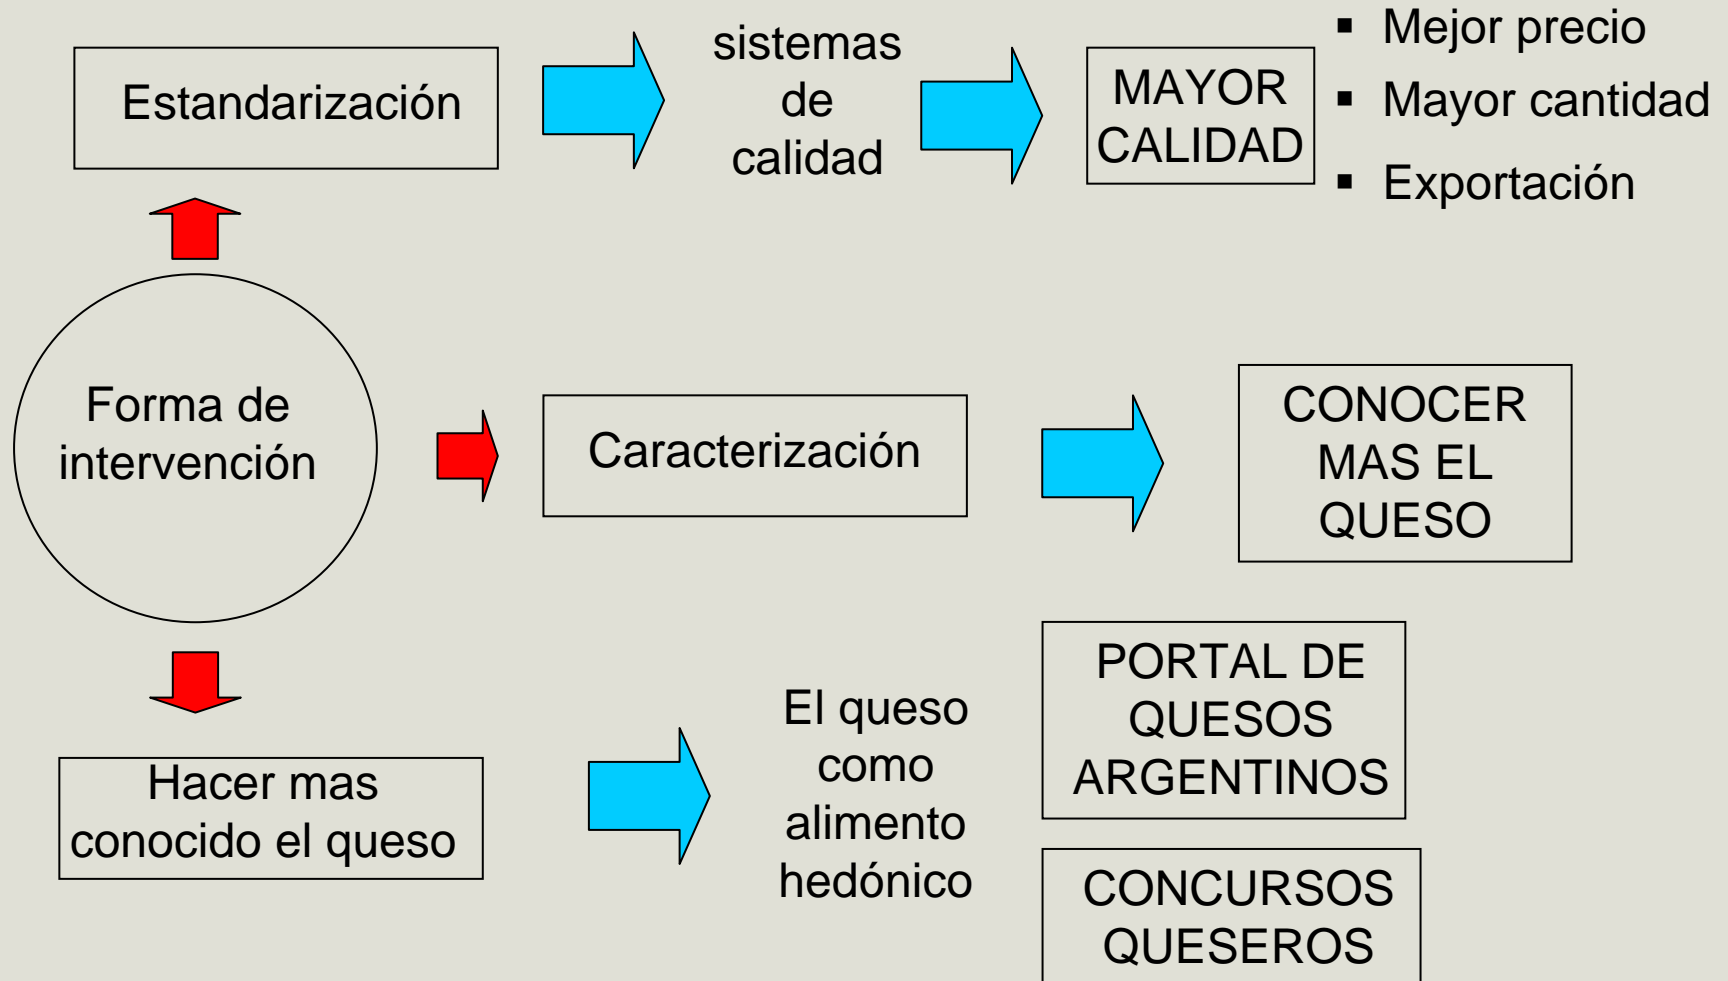 Estandarización
sistemas
de
calidad
MAYOR
CALIDAD
▪ Mejor precio
▪ Mayor cantidad
▪ Exportación
Forma de
intervención
Caracterización
CONOCER
MAS EL
QUESO
Hacer mas
conocido el queso
El queso
como
alimento
hedónico
PORTAL DE
QUESOS
ARGENTINOS
CONCURSOS
QUESEROS